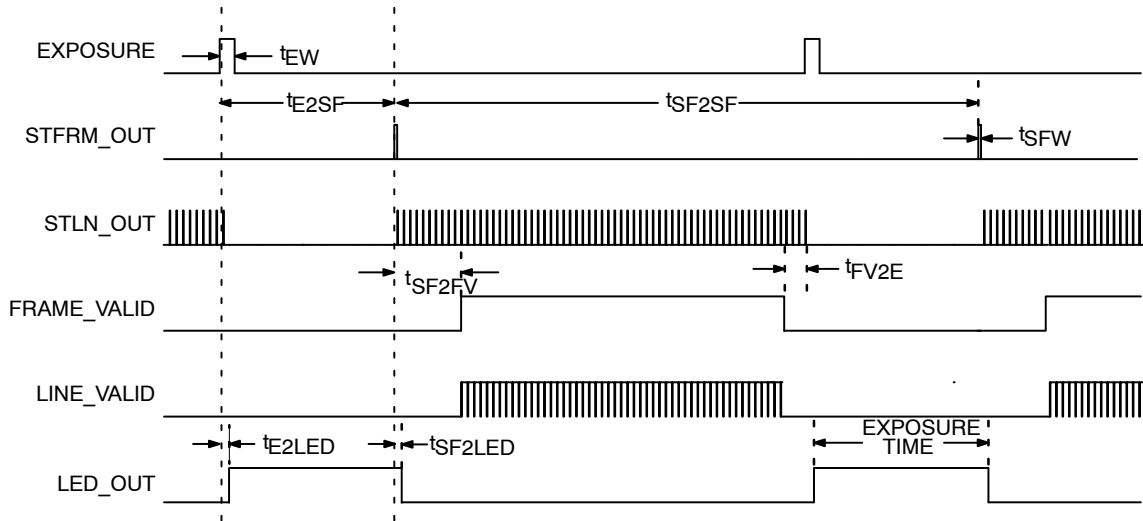 EXPOSURE
tEW
tE2SF
tSF2SF
STFRM_OUT
tSFW
STLN_OUT
tSF2FV
tFV2E
FRAME_VALID
LINE_VALID
tE2LED
tSF2LED
EXPOSURE
TIME
LED_OUT